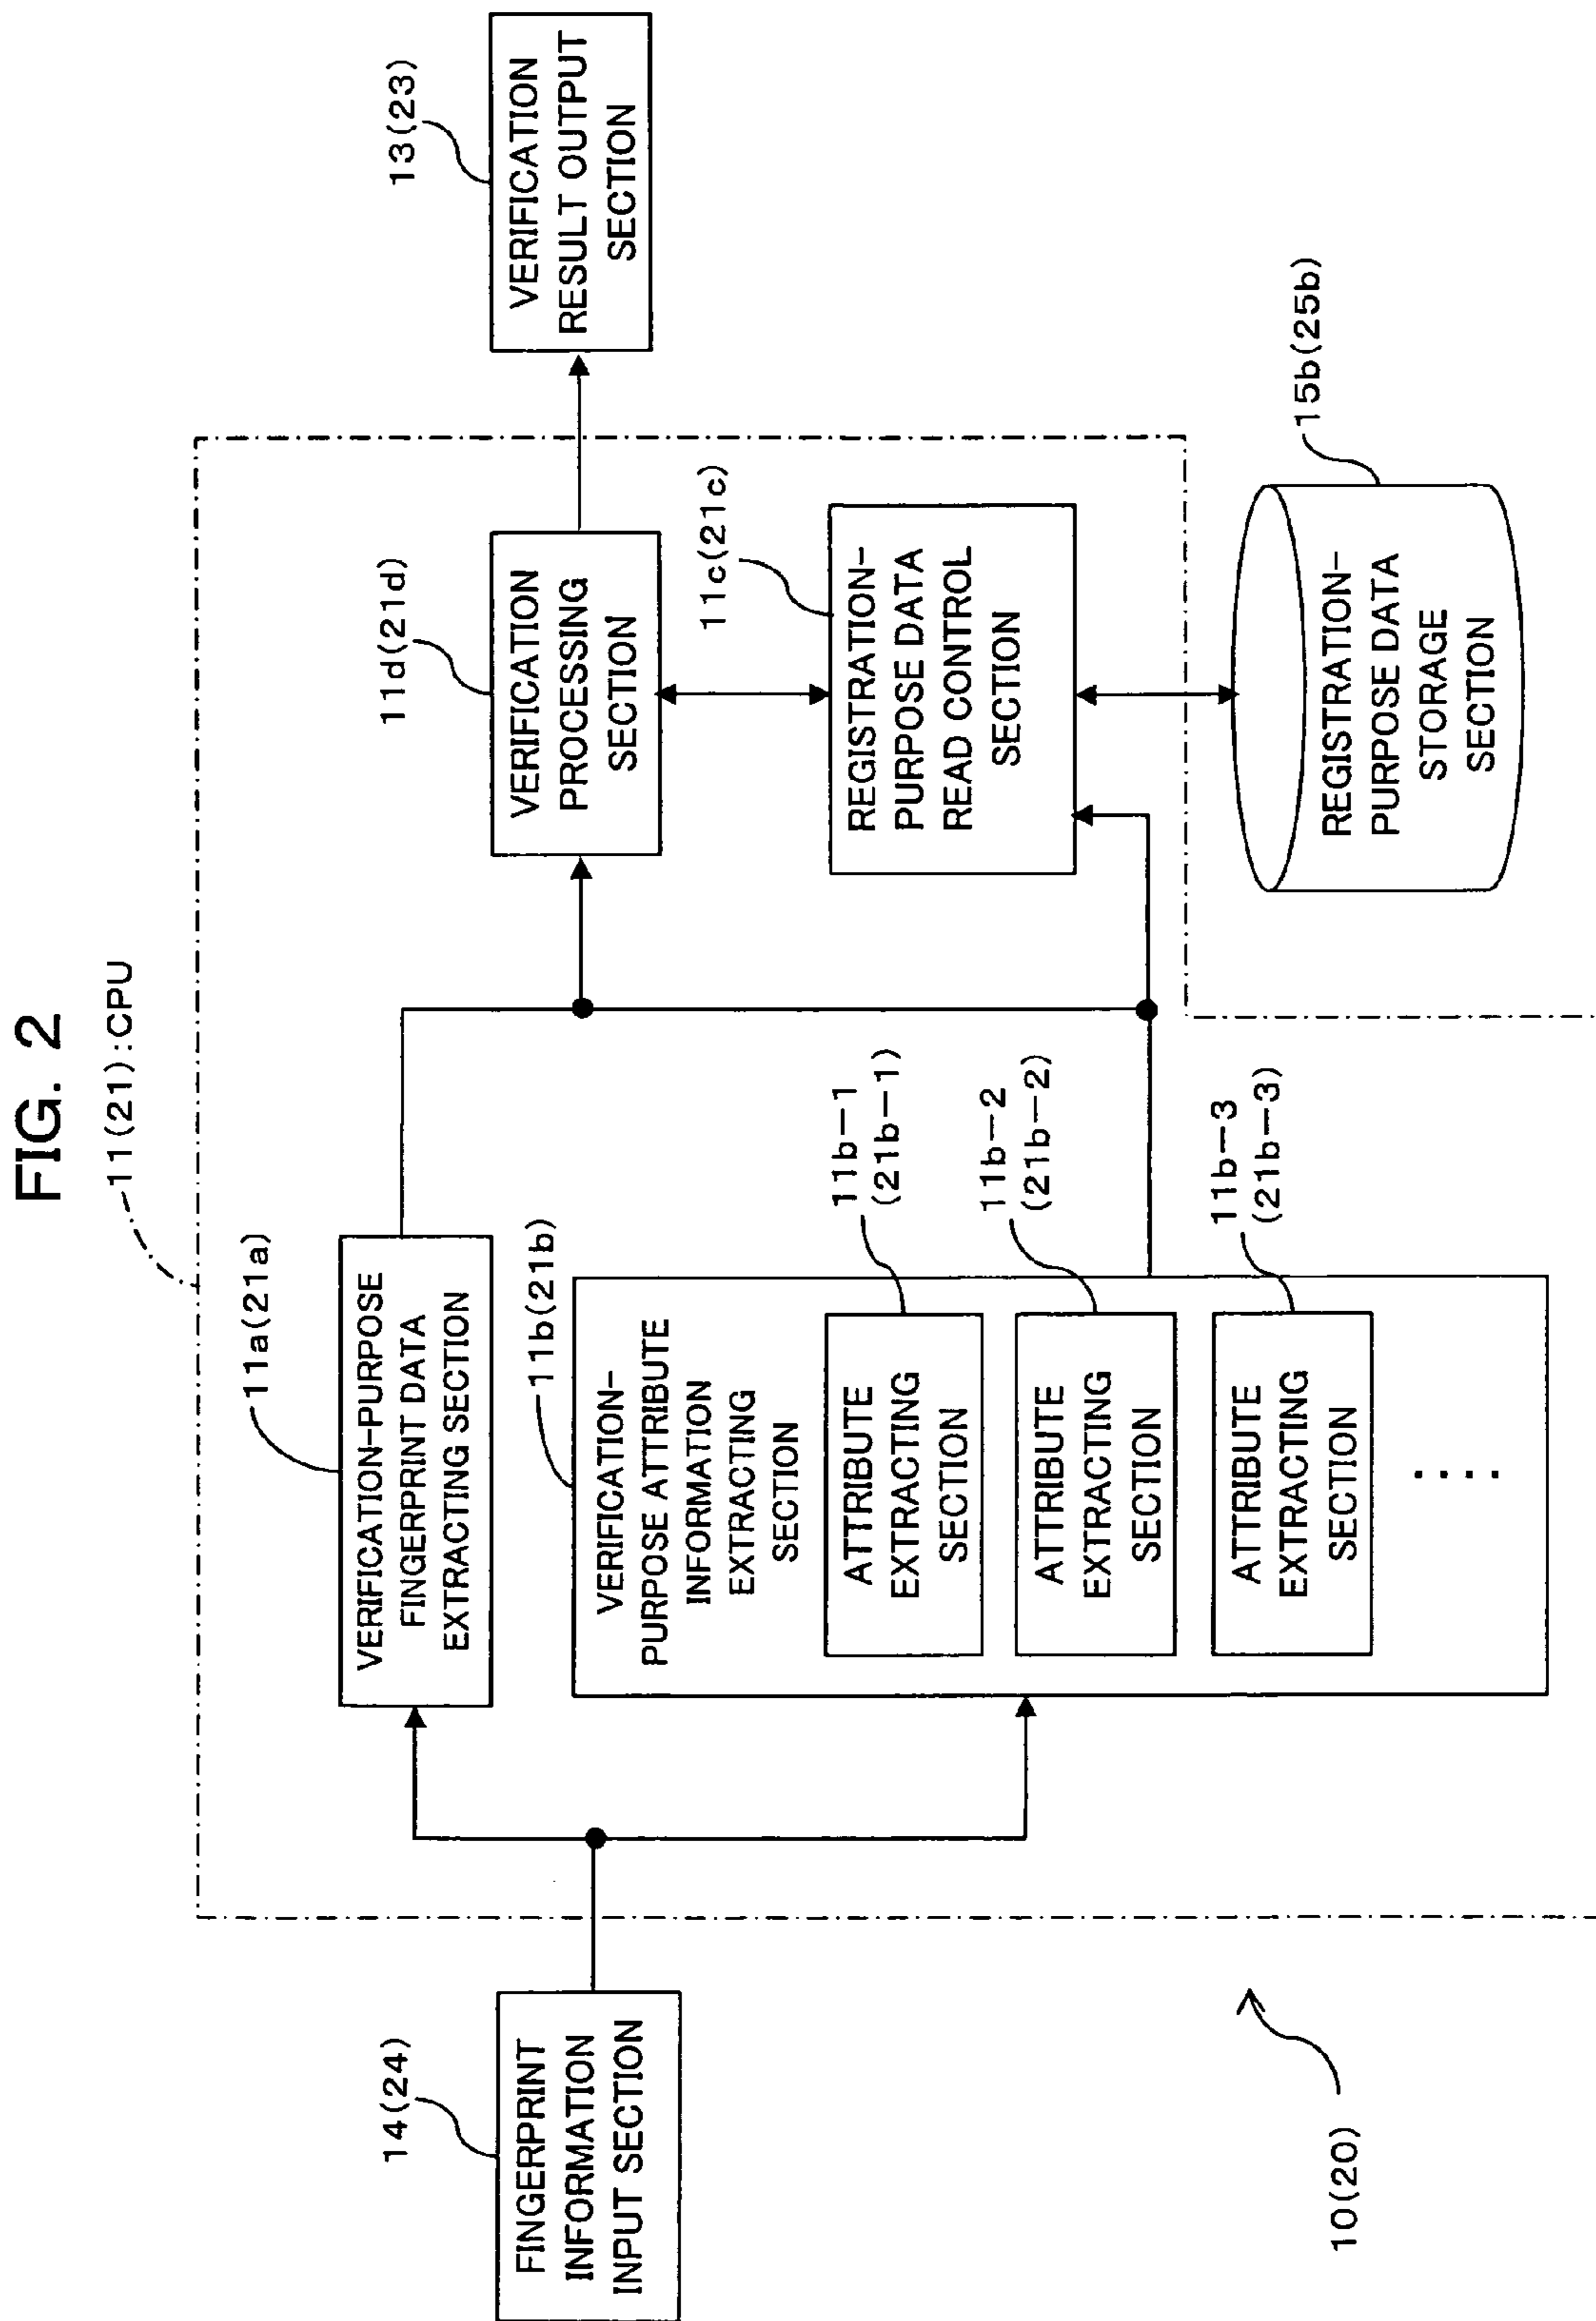 FIG. 2
11(21):CPU
14(24)
FINGERPRINT
INFORMATION
INPUT SECTION
11a(21a)
VERIFICATION-PURPOSE
FINGERPRINT DATA
EXTRACTING SECTION
11b(21b)
VERIFICATION-
PURPOSE ATTRIBUTE
INFORMATION
EXTRACTING
SECTION
11b-1
(21b-1)
ATTRIBUTE
EXTRACTING
SECTION
11b-2
(21b-2)
ATTRIBUTE
EXTRACTING
SECTION
11b-3
(21b-3)
ATTRIBUTE
EXTRACTING
SECTION
....
11d(21d)
VERIFICATION
PROCESSING
SECTION
11c(21c)
REGISTRATION-
PURPOSE DATA
READ CONTROL
SECTION
13(23)
VERIFICATION
RESULT OUTPUT
SECTION
15b(25b)
REGISTRATION-
PURPOSE DATA
STORAGE
SECTION
10(20)